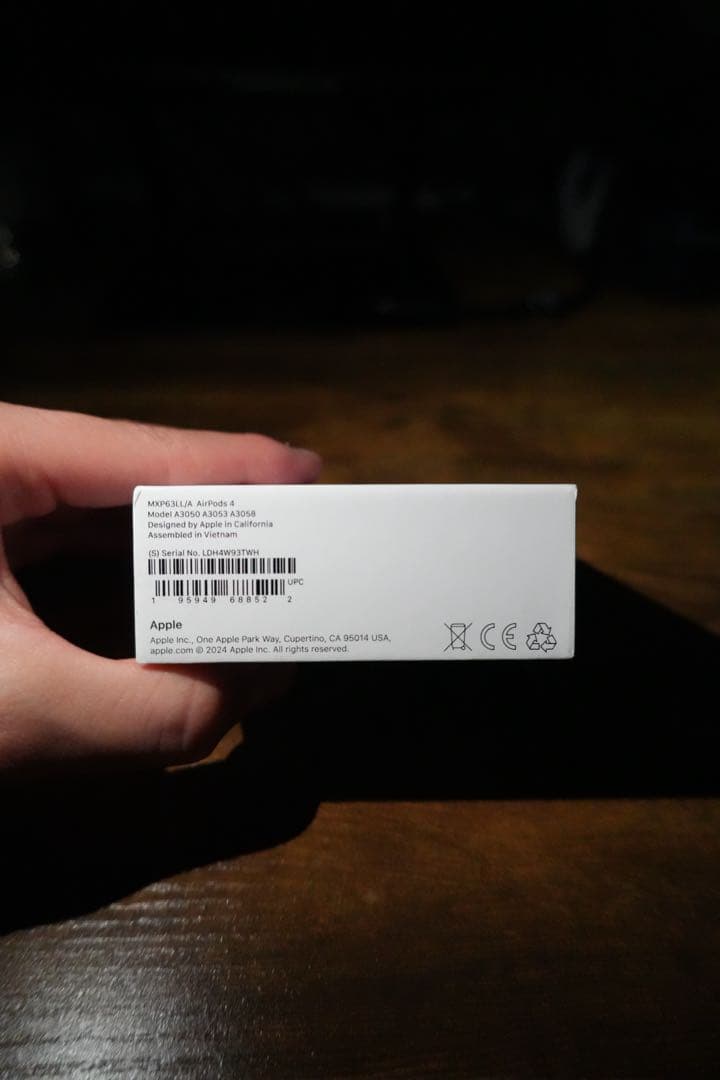 MXP63LL/A AirPods 4
Model A3050 A3053 A3058
Designed by Apple in California
Assembled in Vietnam
(S) Serial No. LDH4W93TWH
UPC
1 95949 68852 2
Apple
Apple Inc., One Apple Park Way, Cupertino, CA 95014 USA,
apple.com © 2024 Apple Inc. All rights reserved.
CE